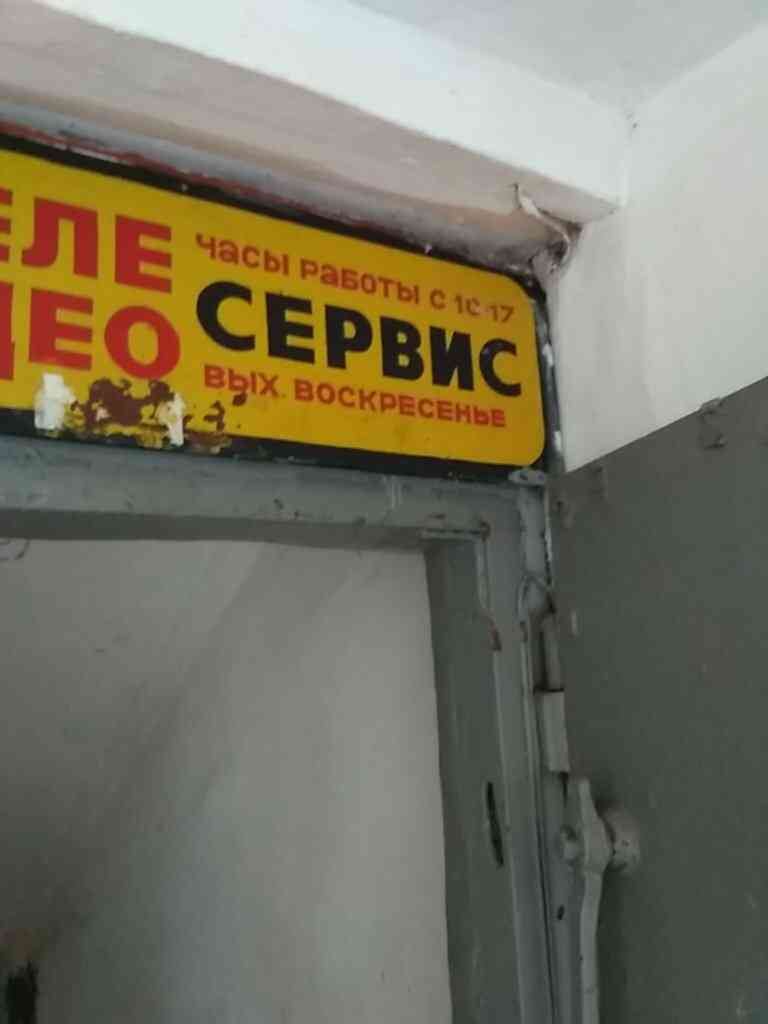 ЕЛЕ
ДЕО
часы работы с 10-17
СЕРВИС
вых. воскресенье